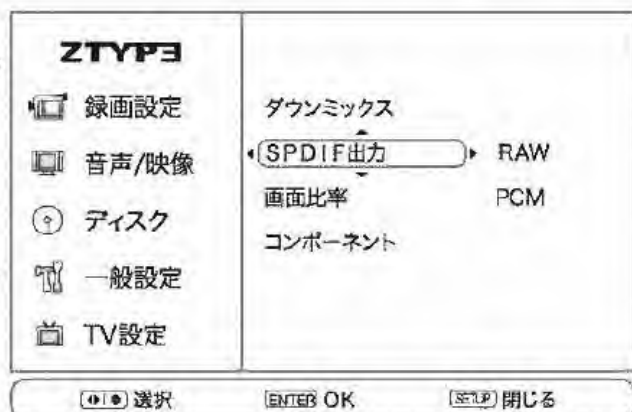 ZTYPE
録画設定
音声/映像
ディスク
一般設定
TV設定
ダウンミックス
SPDIF出力
RAW
画面比率
PCM
コンポーネント
選択
ENTER OK
SETUP 閉じる